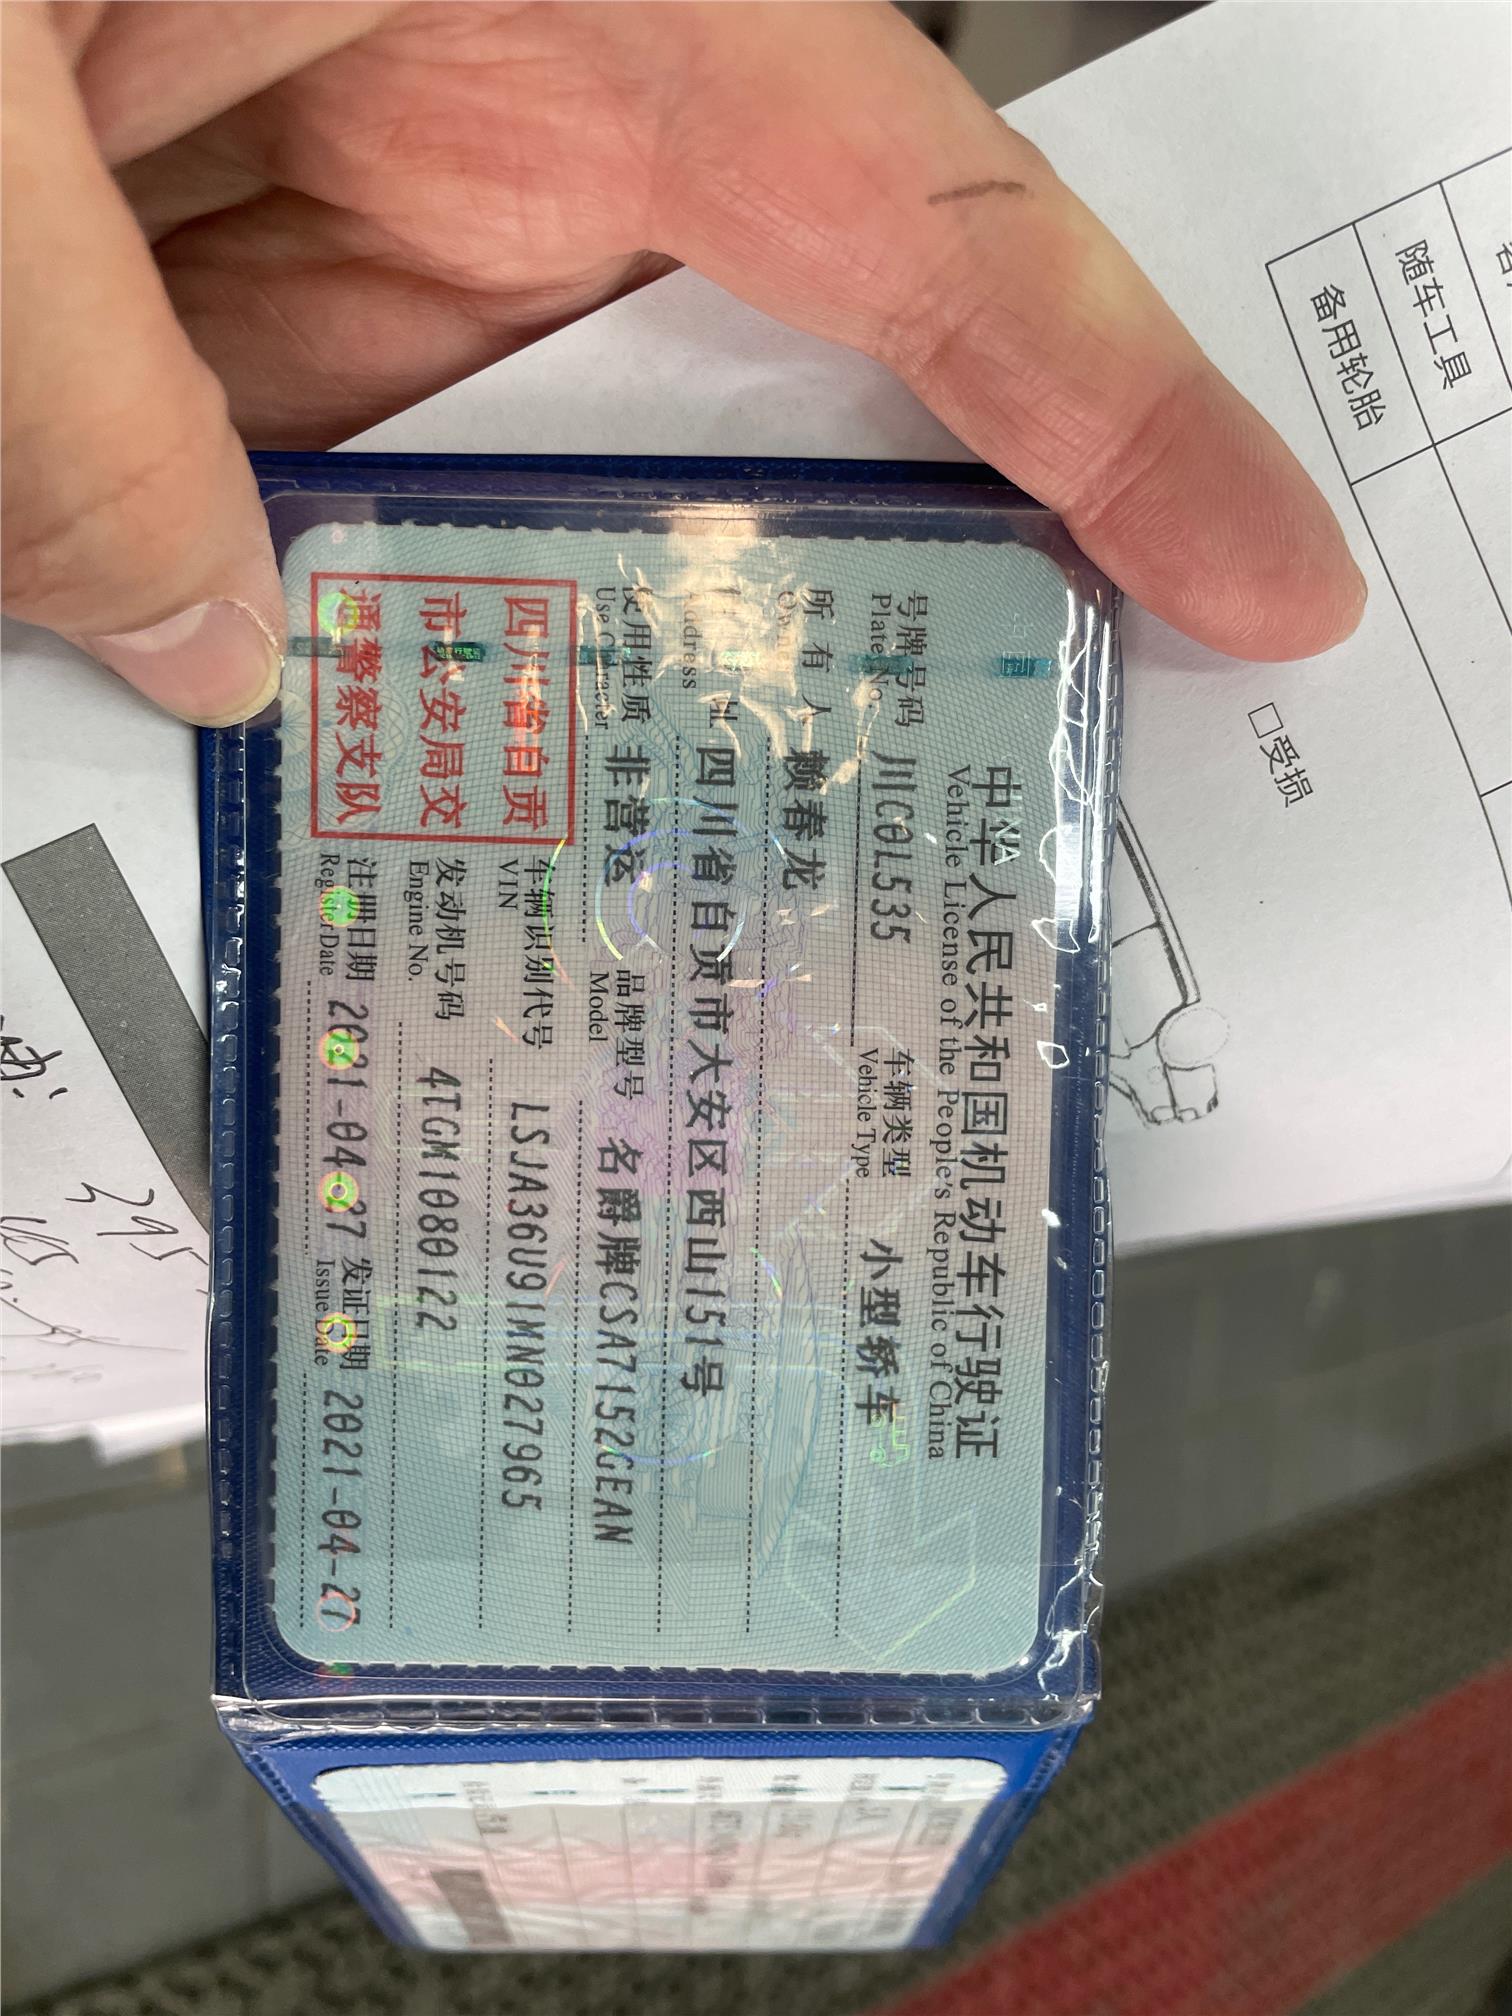 中华人民共和国机动车行驶证
Vehicle License of the People's Republic of China
号牌号码 川C0L535 车辆类型 小型轿车
Plate No. Vehicle Type
所有人 赖春龙
Owner
住址 四川省自贡市大安区西山151号
Address
使用性质 非营运 品牌型号 名爵牌CSA7152GEAN
Use Character Model
四川省自贡
市公安局交
通警察支队
车辆识别代号 LSJA36U91MN027965
VIN
发动机号码 4TGM1080122
Engine No.
注册日期 2021-04-27 发证日期 2021-04-27
Register Date Issue Date
随车工具
备用轮胎
□受损
295